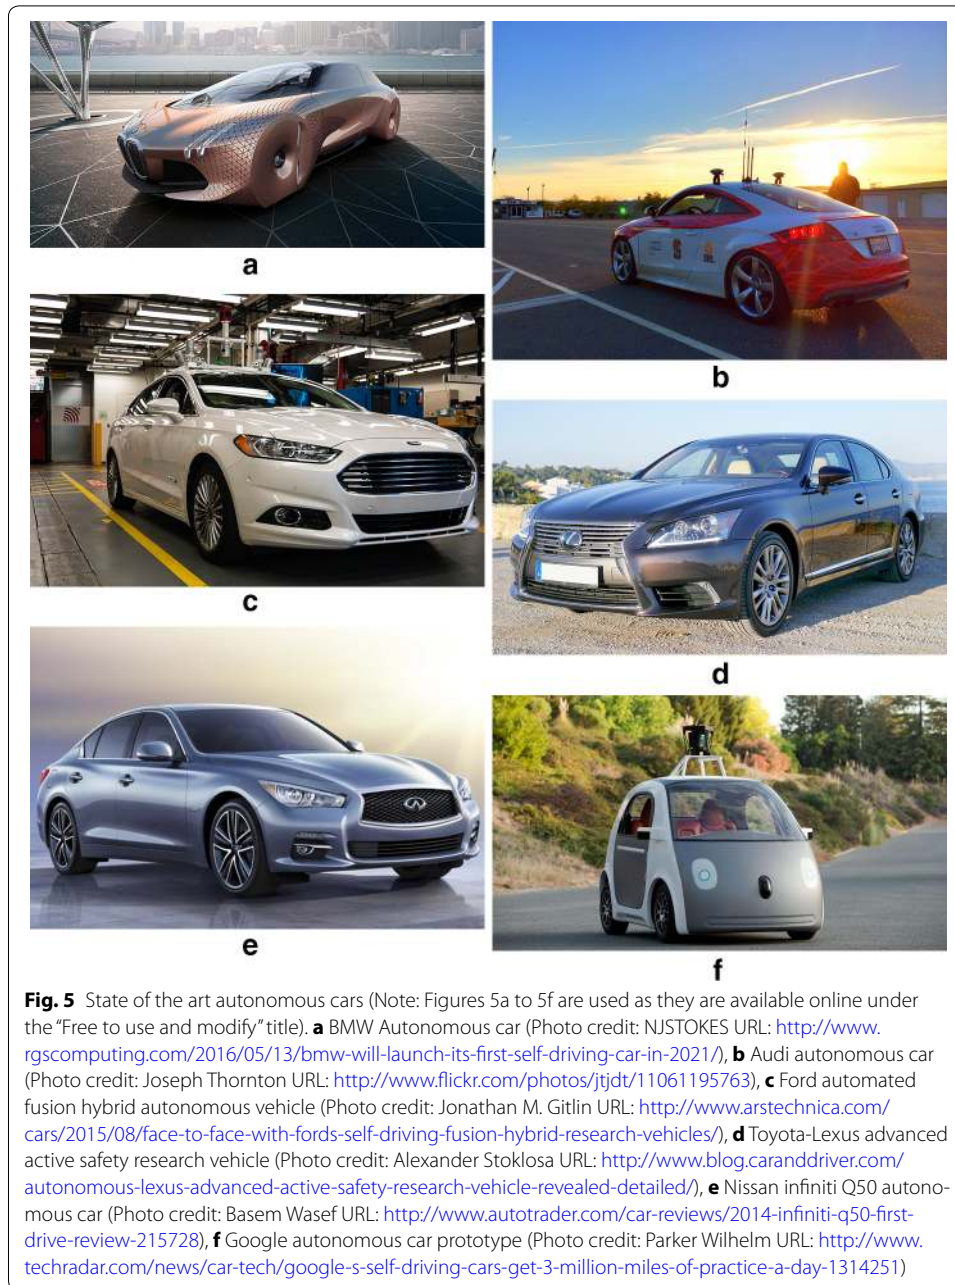 a
b
c
d
e
f
Fig. 5 State of the art autonomous cars (Note: Figures 5a to 5f are used as they are available online under
the “Free to use and modify” title). a BMW Autonomous car (Photo credit: NJSTOKES URL: http://www.
rgscomputing.com/2016/05/13/bmw-will-launch-its-first-self-driving-car-in-2021/), b Audi autonomous car
(Photo credit: Joseph Thornton URL: http://www.flickr.com/photos/jtjdt/11061195763), c Ford automated
fusion hybrid autonomous vehicle (Photo credit: Jonathan M. Gitlin URL: http://www.arstechnica.com/
cars/2015/08/face-to-face-with-fords-self-driving-fusion-hybrid-research-vehicles/), d Toyota-Lexus advanced
active safety research vehicle (Photo credit: Alexander Stoklosa URL: http://www.blog.caranddriver.com/
autonomous-lexus-advanced-active-safety-research-vehicle-revealed-detailed/), e Nissan infiniti Q50 autono-
mous car (Photo credit: Basem Wasef URL: http://www.autotrader.com/car-reviews/2014-infiniti-q50-first-
drive-review-215728), f Google autonomous car prototype (Photo credit: Parker Wilhelm URL: http://www.
techradar.com/news/car-tech/google-s-self-driving-cars-get-3-million-miles-of-practice-a-day-1314251)